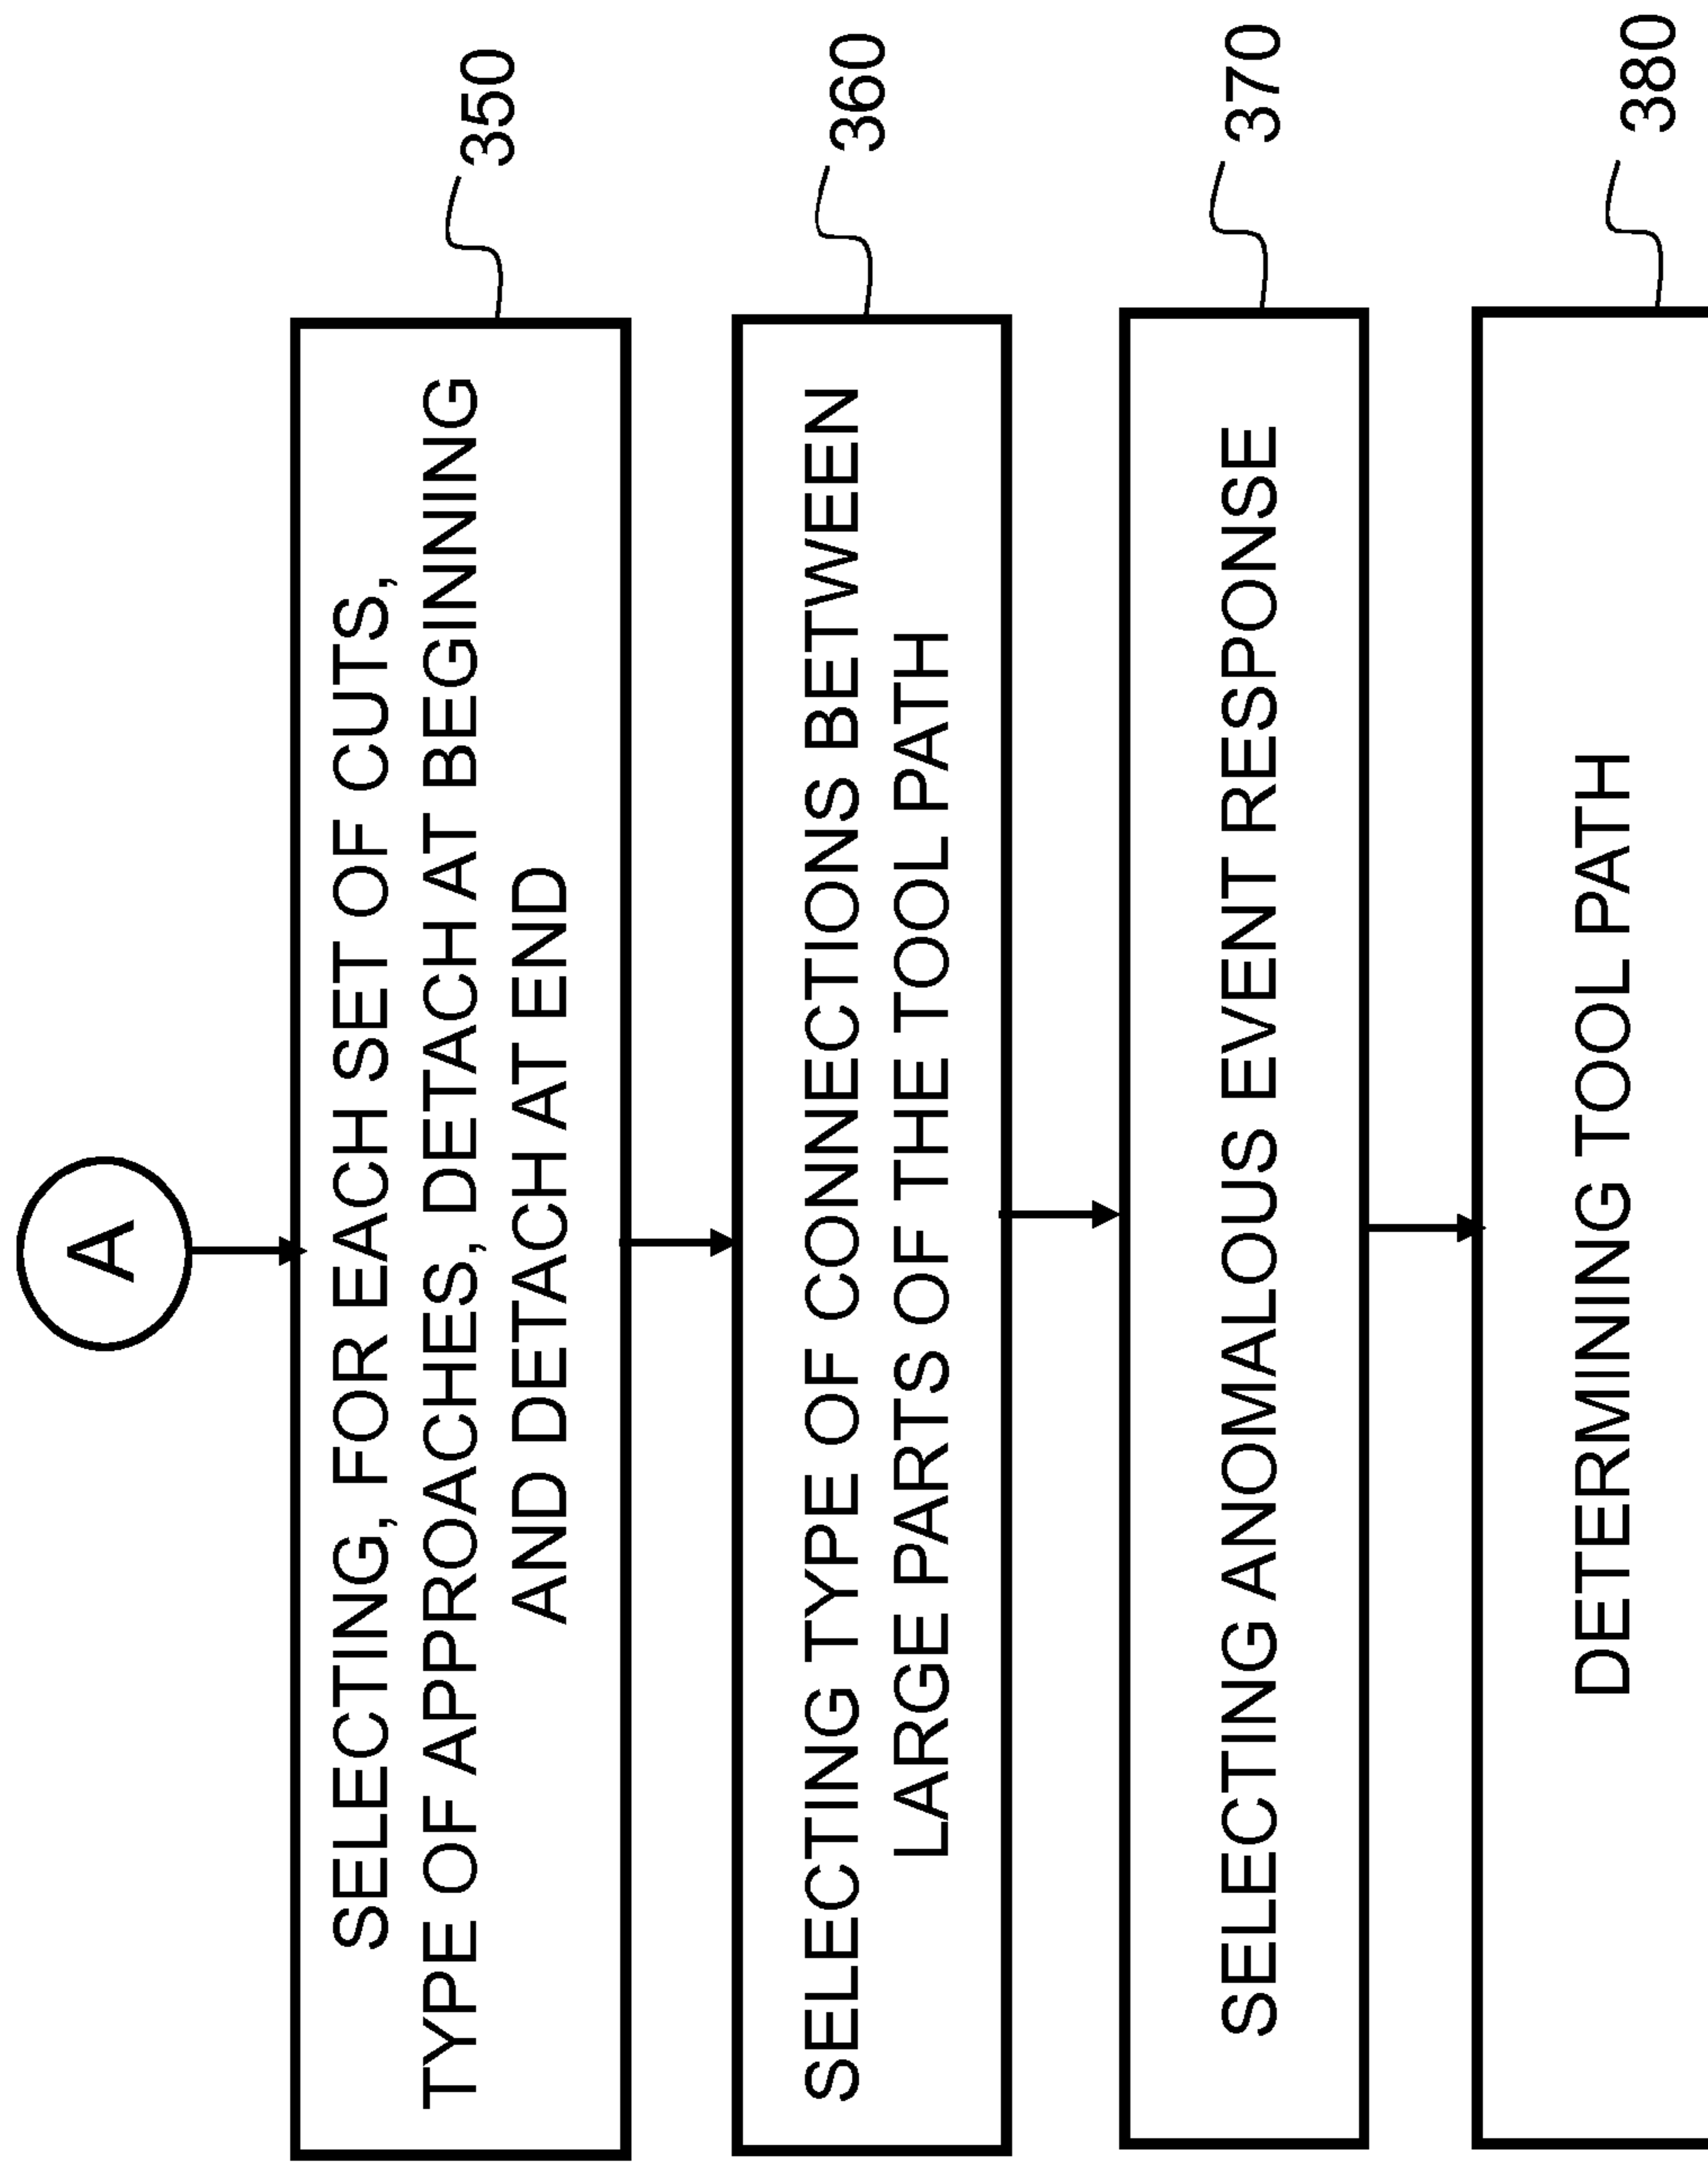 A
SELECTING, FOR EACH SET OF CUTS,
TYPE OF APPROACHES, DETACH AT BEGINNING
AND DETACH AT END
350
SELECTING TYPE OF CONNECTIONS BETWEEN
LARGE PARTS OF THE TOOL PATH
360
SELECTING ANOMALOUS EVENT RESPONSE
370
DETERMINING TOOL PATH
380